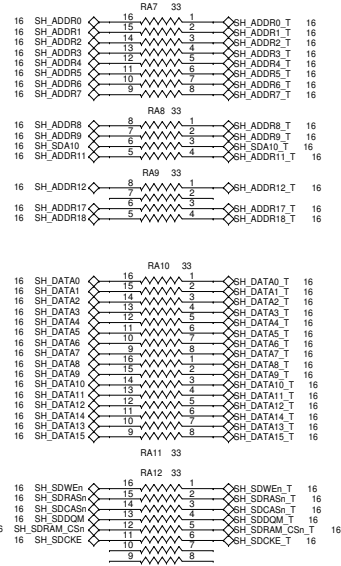 RA7 33
16 SH_ADDR0 16 1 SH_ADDR0_T 16
16 SH_ADDR1 15 2 SH_ADDR1_T 16
16 SH_ADDR2 14 3 SH_ADDR2_T 16
16 SH_ADDR3 13 4 SH_ADDR3_T 16
16 SH_ADDR4 12 5 SH_ADDR4_T 16
16 SH_ADDR5 11 6 SH_ADDR5_T 16
16 SH_ADDR6 10 7 SH_ADDR6_T 16
16 SH_ADDR7 9 8 SH_ADDR7_T 16
RA8 33
16 SH_ADDR8 8 1 SH_ADDR8_T 16
16 SH_ADDR9 7 2 SH_ADDR9_T 16
16 SH_SDA10 6 3 SH_SDA10_T 16
16 SH_ADDR11 5 4 SH_ADDR11_T 16
RA9 33
16 SH_ADDR12 8 1 SH_ADDR12_T 16
7 2
16 SH_ADDR17 6 3 SH_ADDR17_T 16
16 SH_ADDR18 5 4 SH_ADDR18_T 16
RA10 33
16 SH_DATA0 16 1 SH_DATA0_T 16
16 SH_DATA1 15 2 SH_DATA1_T 16
16 SH_DATA2 14 3 SH_DATA2_T 16
16 SH_DATA3 13 4 SH_DATA3_T 16
16 SH_DATA4 12 5 SH_DATA4_T 16
16 SH_DATA5 11 6 SH_DATA5_T 16
16 SH_DATA6 10 7 SH_DATA6_T 16
16 SH_DATA7 9 8 SH_DATA7_T 16
16 SH_DATA8 16 1 SH_DATA8_T 16
16 SH_DATA9 15 2 SH_DATA9_T 16
16 SH_DATA10 14 3 SH_DATA10_T 16
16 SH_DATA11 13 4 SH_DATA11_T 16
16 SH_DATA12 12 5 SH_DATA12_T 16
16 SH_DATA14 11 6 SH_DATA14_T 16
16 SH_DATA13 10 7 SH_DATA13_T 16
16 SH_DATA15 9 8 SH_DATA15_T 16
RA11 33
RA12 33
16 SH_SDWEn 16 1 SH_SDWEn_T 16
16 SH_SDRASn 15 2 SH_SDRASn_T 16
16 SH_SDCASn 14 3 SH_SDCASn_T 16
16 SH_SDDQM 13 4 SH_SDDQM_T 16
6 SH_SDRAM_CSn 12 5 SH_SDRAM_CSn_T 16
16 SH_SDCKE 11 6 SH_SDCKE_T 16
10 7
9 8